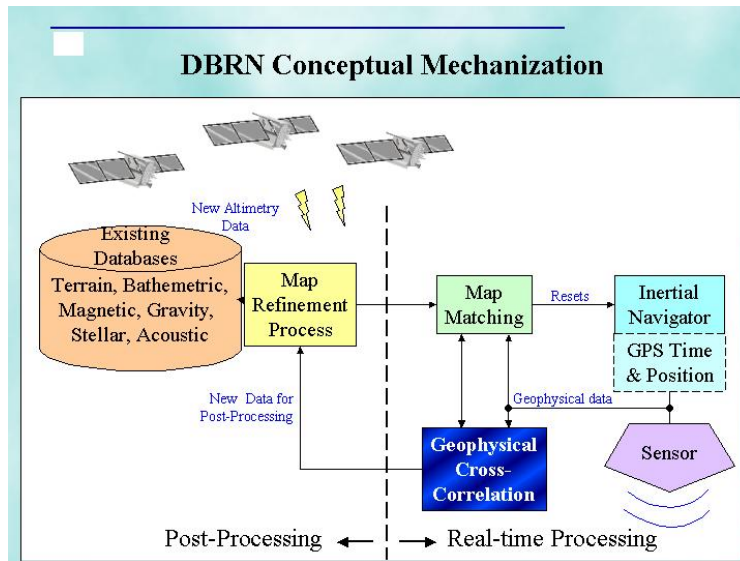 DBRN Conceptual Mechanization
New Altimetry
Data
Existing
Databases
Terrain, Bathemetric,
Magnetic, Gravity,
Stellar, Acoustic
Map
Refinement
Process
Map
Matching
Resets
Inertial
Navigator
GPS Time
& Position
New Data for
Post-Processing
Geophysical data
Geophysical
Cross-
Correlation
Sensor
Post-Processing
Real-time Processing